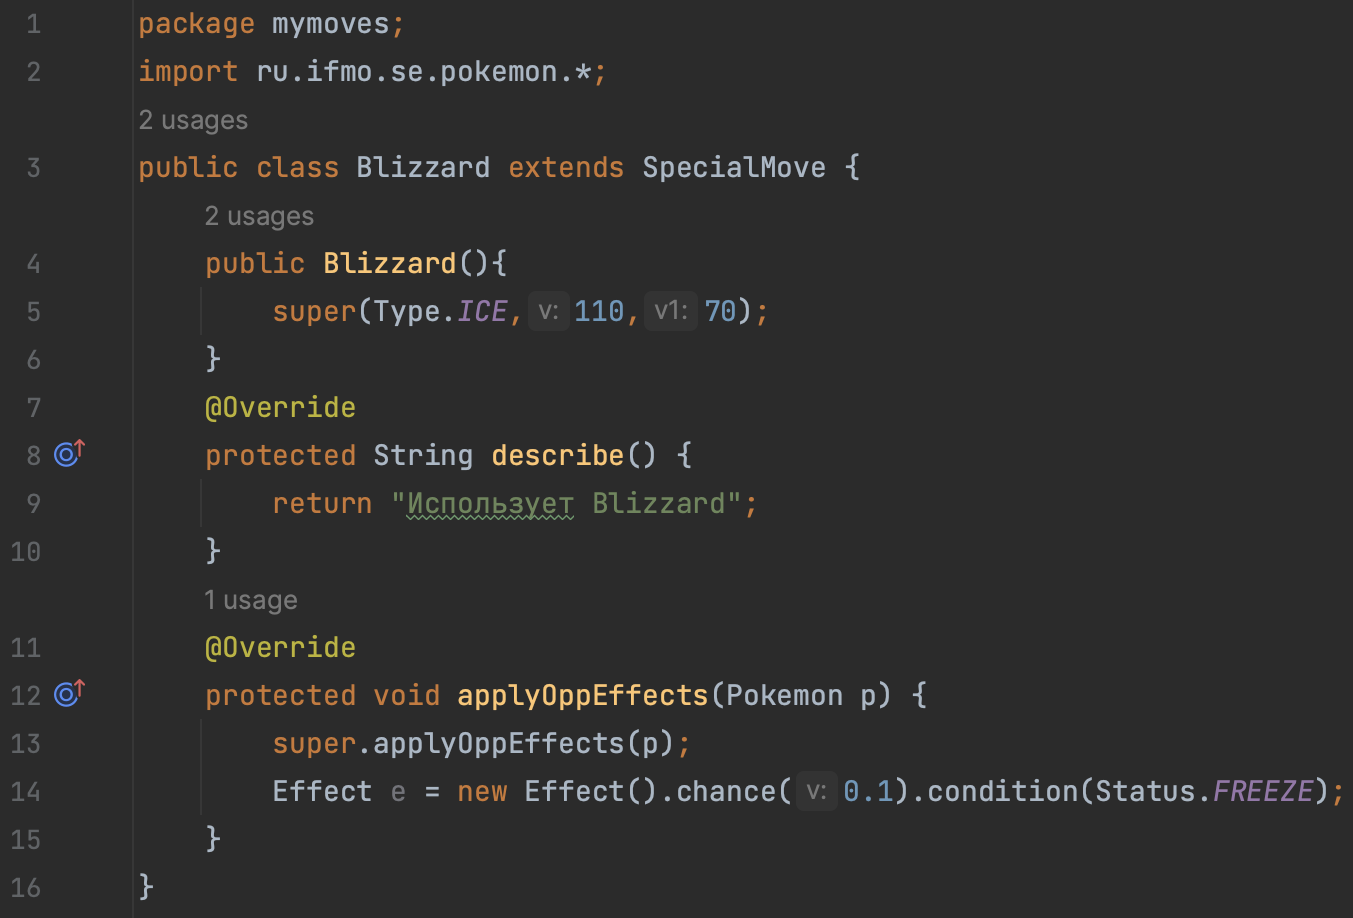 1 package mymoves;
2 import ru.ifmo.se.pokemon.*;
2 usages
3 public class Blizzard extends SpecialMove {
2 usages
4 public Blizzard(){
5 super(Type.ICE, v: 110, v1: 70);
6 }
7 @Override
8 protected String describe() {
9 return "Использует Blizzard";
10 }
1 usage
11 @Override
12 protected void applyOppEffects(Pokemon p) {
13 super.applyOppEffects(p);
14 Effect e = new Effect().chance( v: 0.1).condition(Status.FREEZE);
15 }
16 }